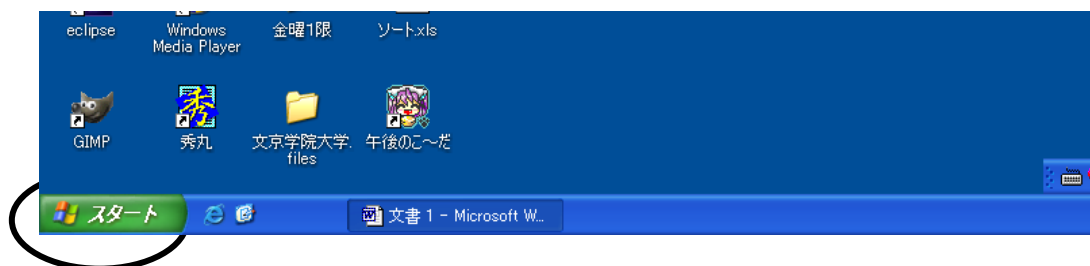 eclipse
Windows
Media Player
金曜1限
ソート.xls
GIMP
秀丸
文京学院大学.
files
午後のこ～だ
スタート
文書 1 - Microsoft W...